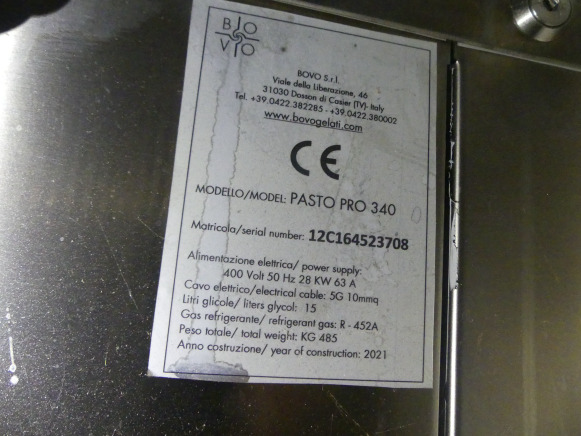 BO
VO
BOVO S.r.l.
Viale della Liberazione, 46
31030 Dosson di Casier (TV)- Italy
Tel. +39.0422.382285 - +39.0422.380002
www.bovogelati.com
CE
MODELLO/MODEL: PASTO PRO 340
Matricola/serial number: 12C164523708
Alimentazione elettrica/ power supply:
400 Volt 50 Hz 28 KW 63 A
Cavo elettrico/electrical cable: 5G 10mmq
Litri glicole/ liters glycol: 15
Gas refrigerante/ refrigerant gas: R - 452A
Peso totale/ total weight: KG 485
Anno costruzione/ year of construction: 2021